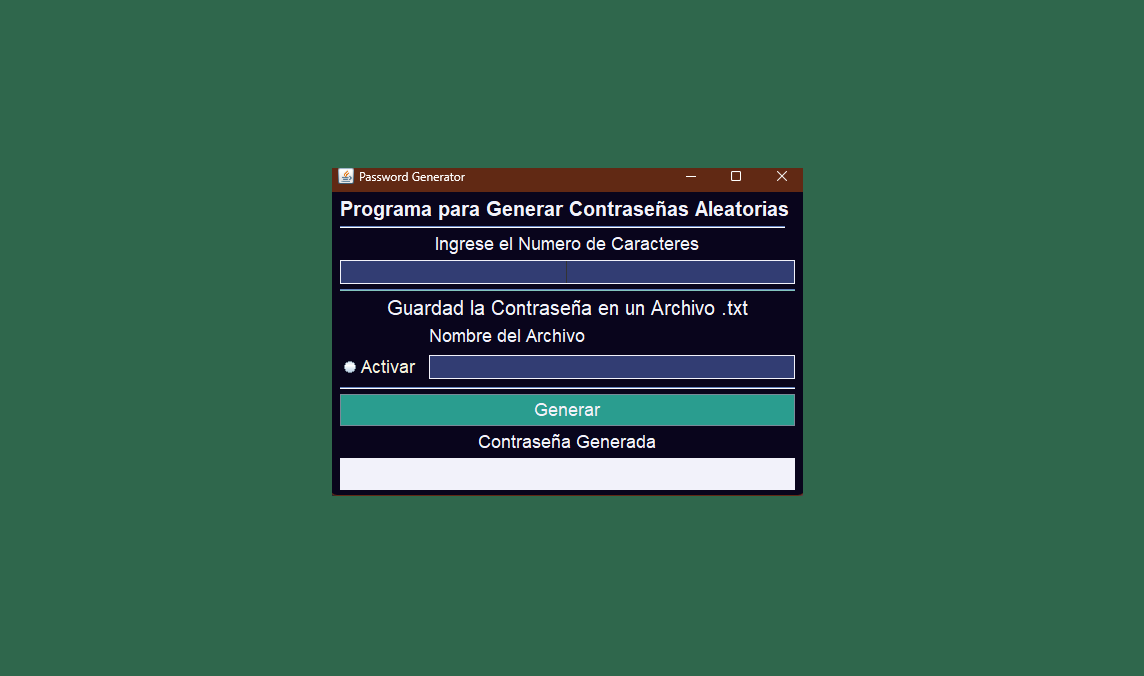 Password Generator
Programa para Generar Contraseñas Aleatorias
Ingrese el Numero de Caracteres
Guardad la Contraseña en un Archivo .txt
Nombre del Archivo
Activar
Generar
Contraseña Generada